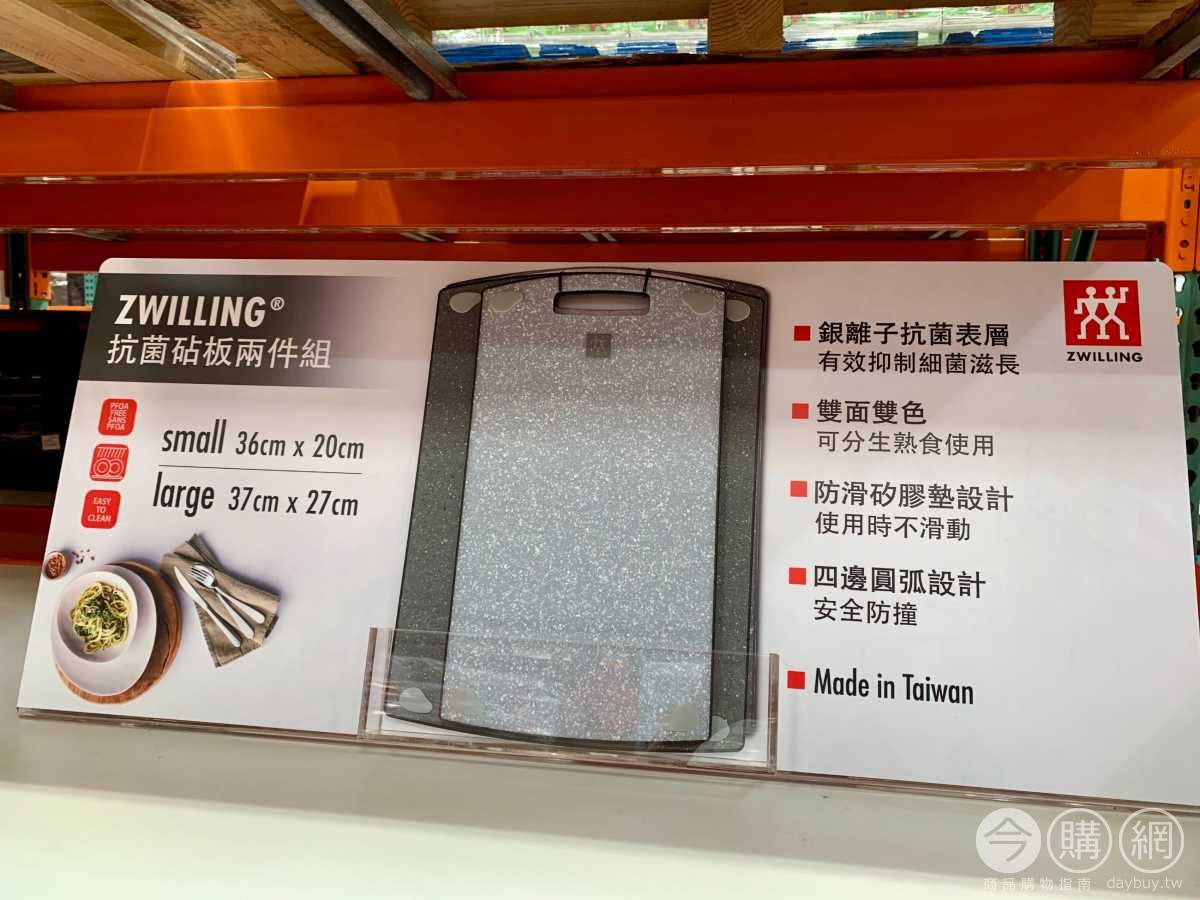 ZWILLING®
抗菌砧板兩件組
PFOA
FREE
SANS
PFOA
EASY
TO
CLEAN
small 36cm x 20cm
large 37cm x 27cm
銀離子抗菌表層
有效抑制細菌滋長
雙面雙色
可分生熟食使用
防滑矽膠墊設計
使用時不滑動
四邊圓弧設計
安全防撞
Made in Taiwan
ZWILLING
今購網
商品購物指南 daybuy.tw